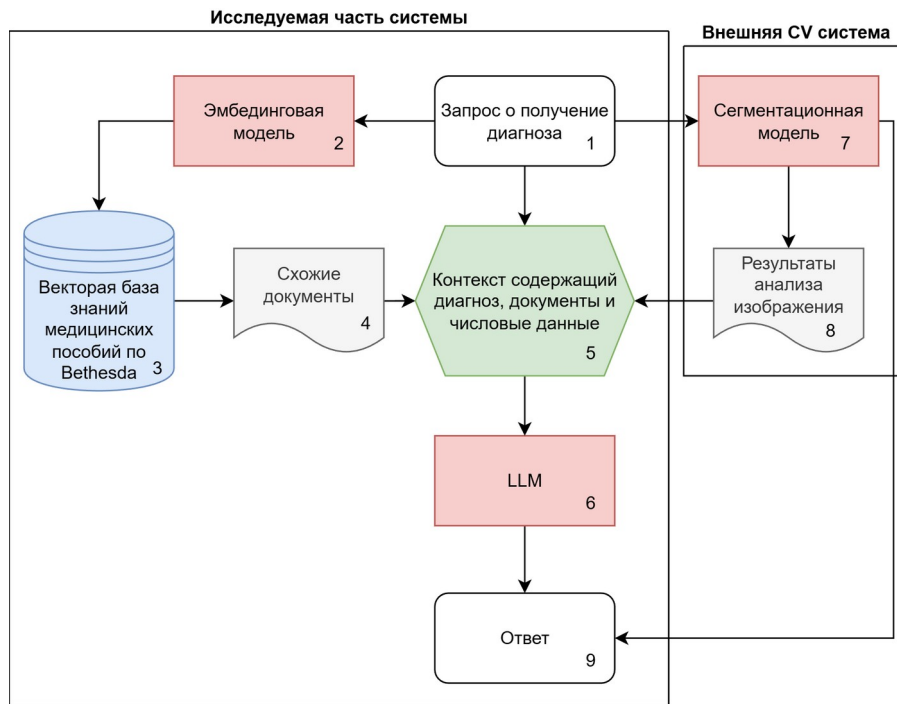 Исследуемая часть системы
Внешняя CV система
Эмбединговая
модель
2
Запрос о получение
диагноза
1
Сегментационная
модель
7
Векторая база
знаний
медицинских
пособий по
Bethesda
3
Схожие
документы
4
Контекст содержащий
диагноз, документы и
числовые данные
5
Результаты
анализа
изображения
8
LLM
6
Ответ
9